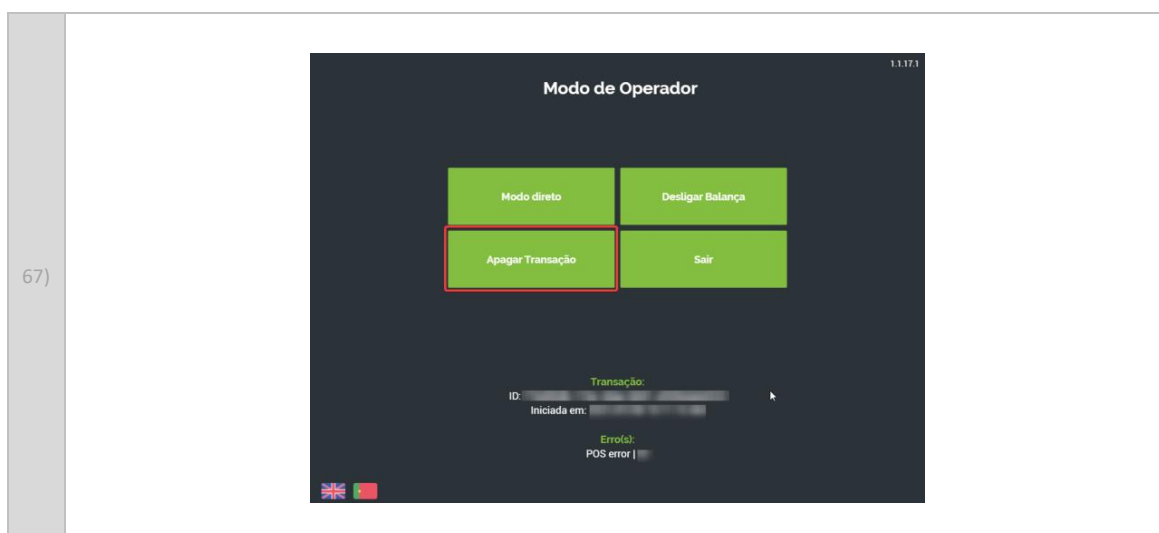 1.1.17.1
Modo de Operador
Modo direto
Desligar Balança
Apagar Transação
Sair
67)
Transação:
ID:
Iniciada em:
Erro(s):
POS error |